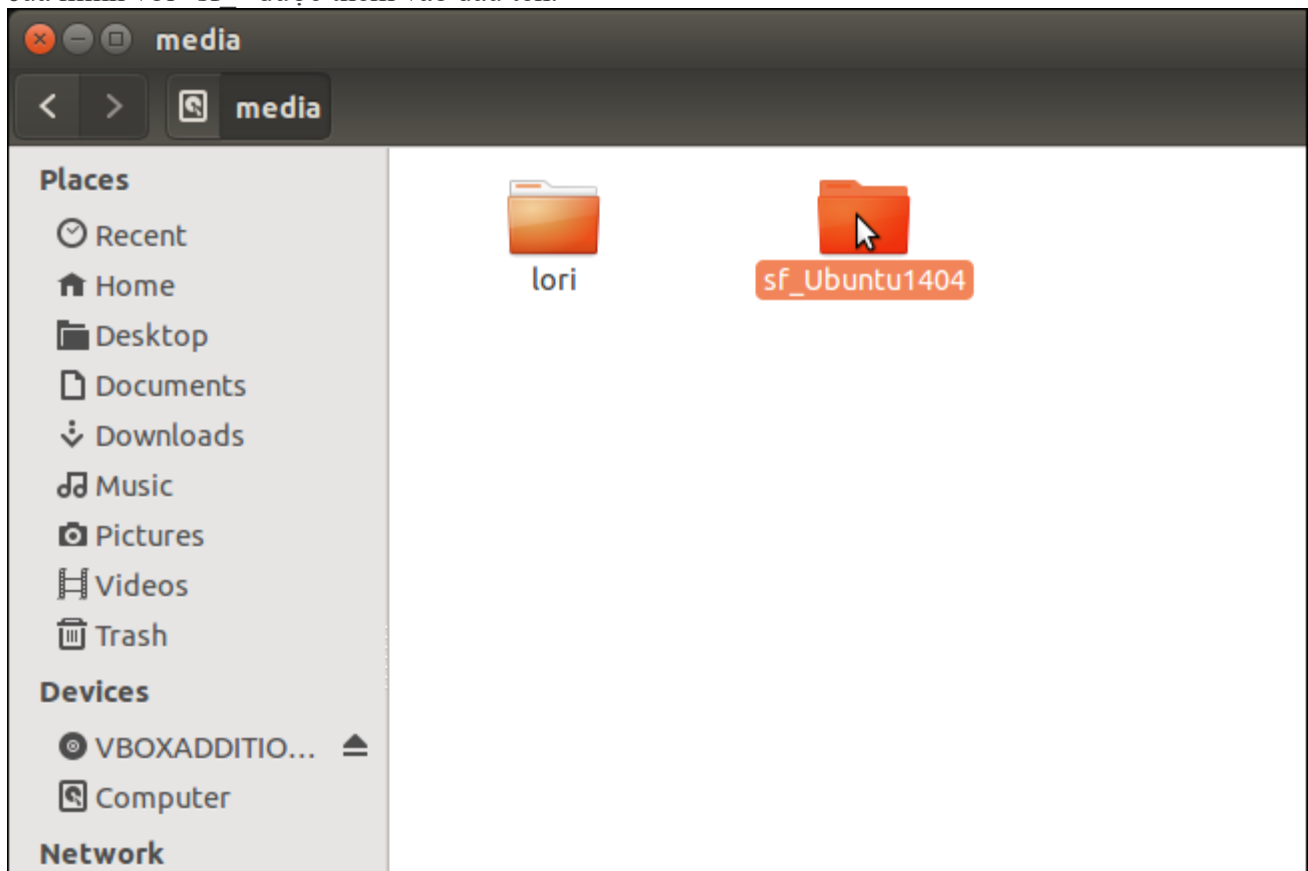 media
media
Places
Recent
Home
Desktop
Documents
Downloads
Music
Pictures
Videos
Trash
Devices
VBOXADDITIO...
Computer
Network
lori
sf_Ubuntu1404